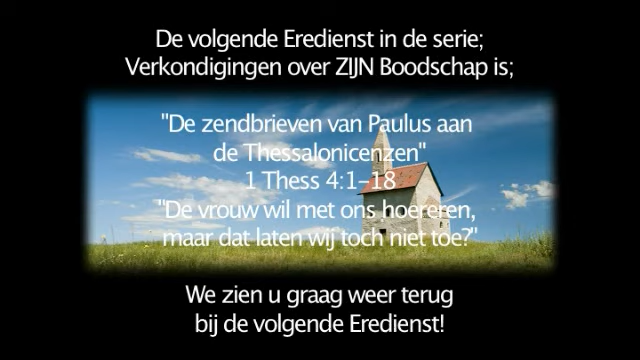 De volgende Eredienst in de serie;
Verkondigingen over ZIJN Boodschap is;
"De zendbrieven van Paulus aan
de Thessalonicenzen"
1 Thess 4:1-18
"De vrouw wil met ons hoereren,
maar dat laten wij toch niet toe?"
We zien u graag weer terug
bij de volgende Eredienst!